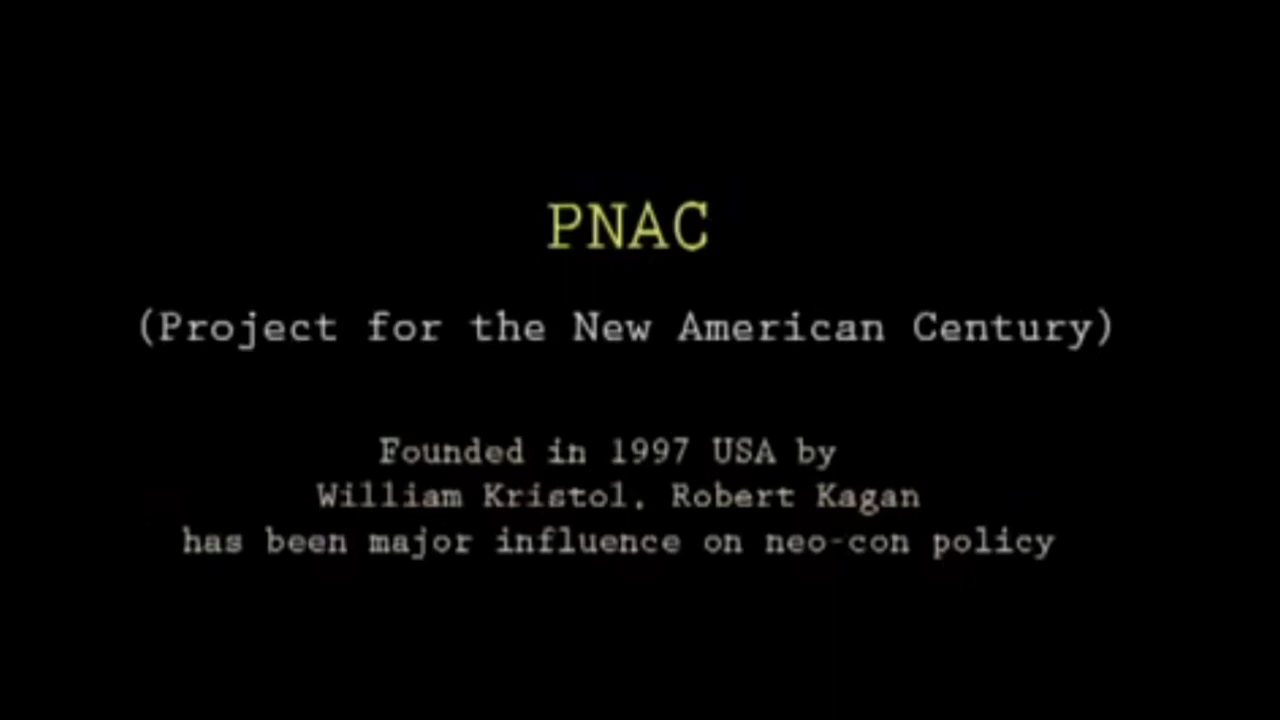 PNAC
(Project for the New American Century)
Founded in 1997 USA by
William Kristol, Robert Kagan
has been major influence on neo-con policy